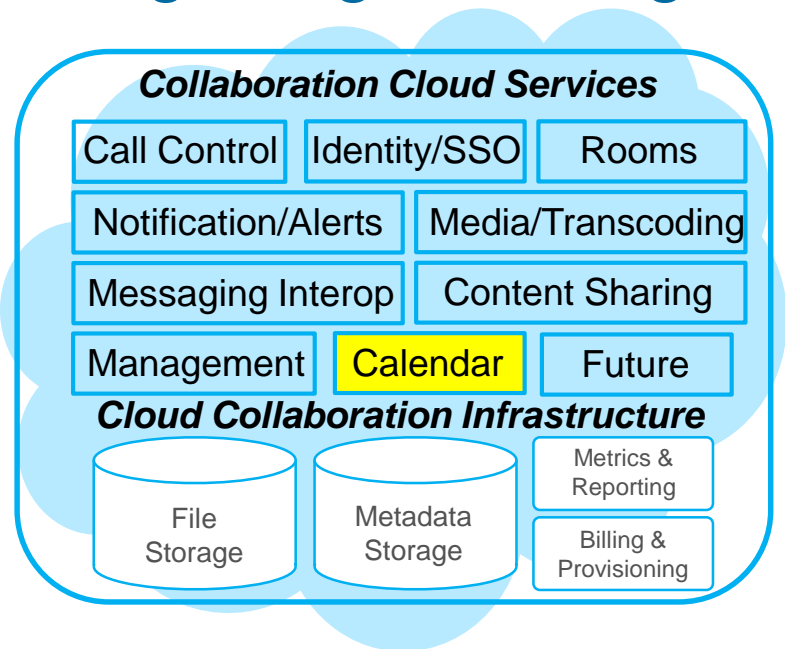 Collaboration Cloud Services
Call Control Identity/SSO Rooms
Notification/Alerts Media/Transcoding
Messaging Interop Content Sharing
Management Calendar Future
Cloud Collaboration Infrastructure
File
Storage
Metadata
Storage
Metrics &
Reporting
Billing &
Provisioning